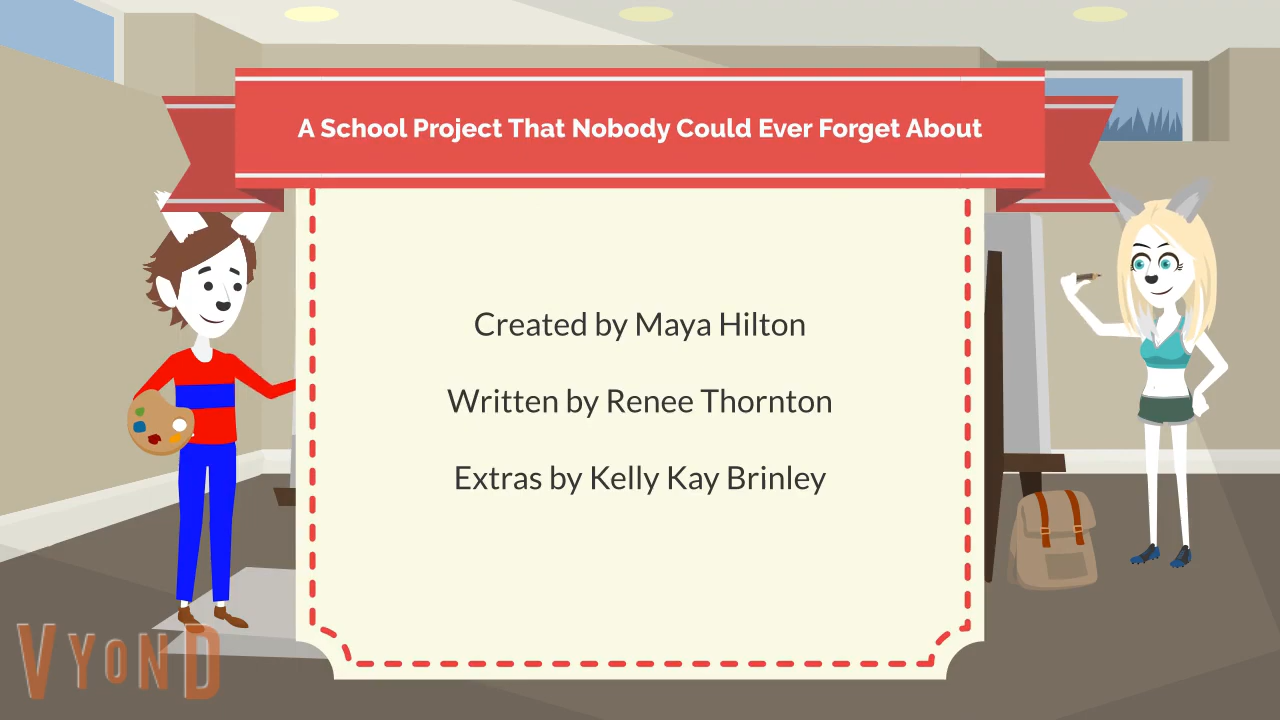 A School Project That Nobody Could Ever Forget About
Created by Maya Hilton
Written by Renee Thornton
Extras by Kelly Kay Brinley
VYOND